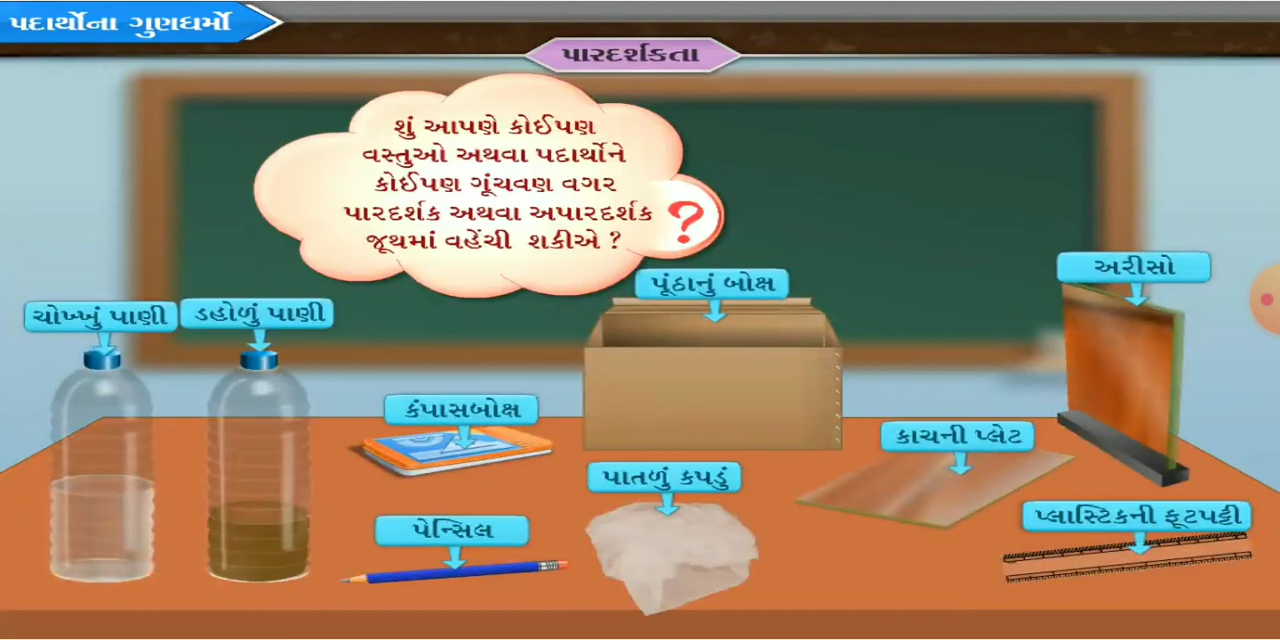 પદાર્થોના ગુણધર્મો
પારદર્શકતા
શું આપણે કોઈપણ
વસ્તુઓ અથવા પદાર્થોને
કોઈપણ ગૂંચવણ વગર
પારદર્શક અથવા અપારદર્શક
જૂથમાં વહેંચી શકીએ ?
?
અરીસો
પૂંઠાનું બોક્ષ
ચોખ્ખું પાણી
ડહોળું પાણી
કંપાસબોક્ષ
કાચની પ્લેટ
પાતળું કપડું
પ્લાસ્ટિકની ફૂટપટ્ટી
પેન્સિલ